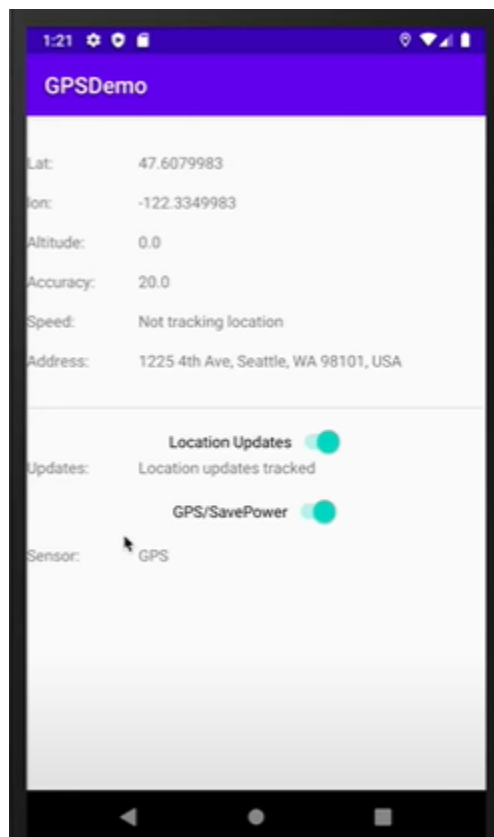 1:21
GPSDemo
Lat: 47.6079983
lon: -122.3349983
Altitude: 0.0
Accuracy: 20.0
Speed: Not tracking location
Address: 1225 4th Ave, Seattle, WA 98101, USA
Location Updates
Updates: Location updates tracked
GPS/SavePower
Sensor: GPS